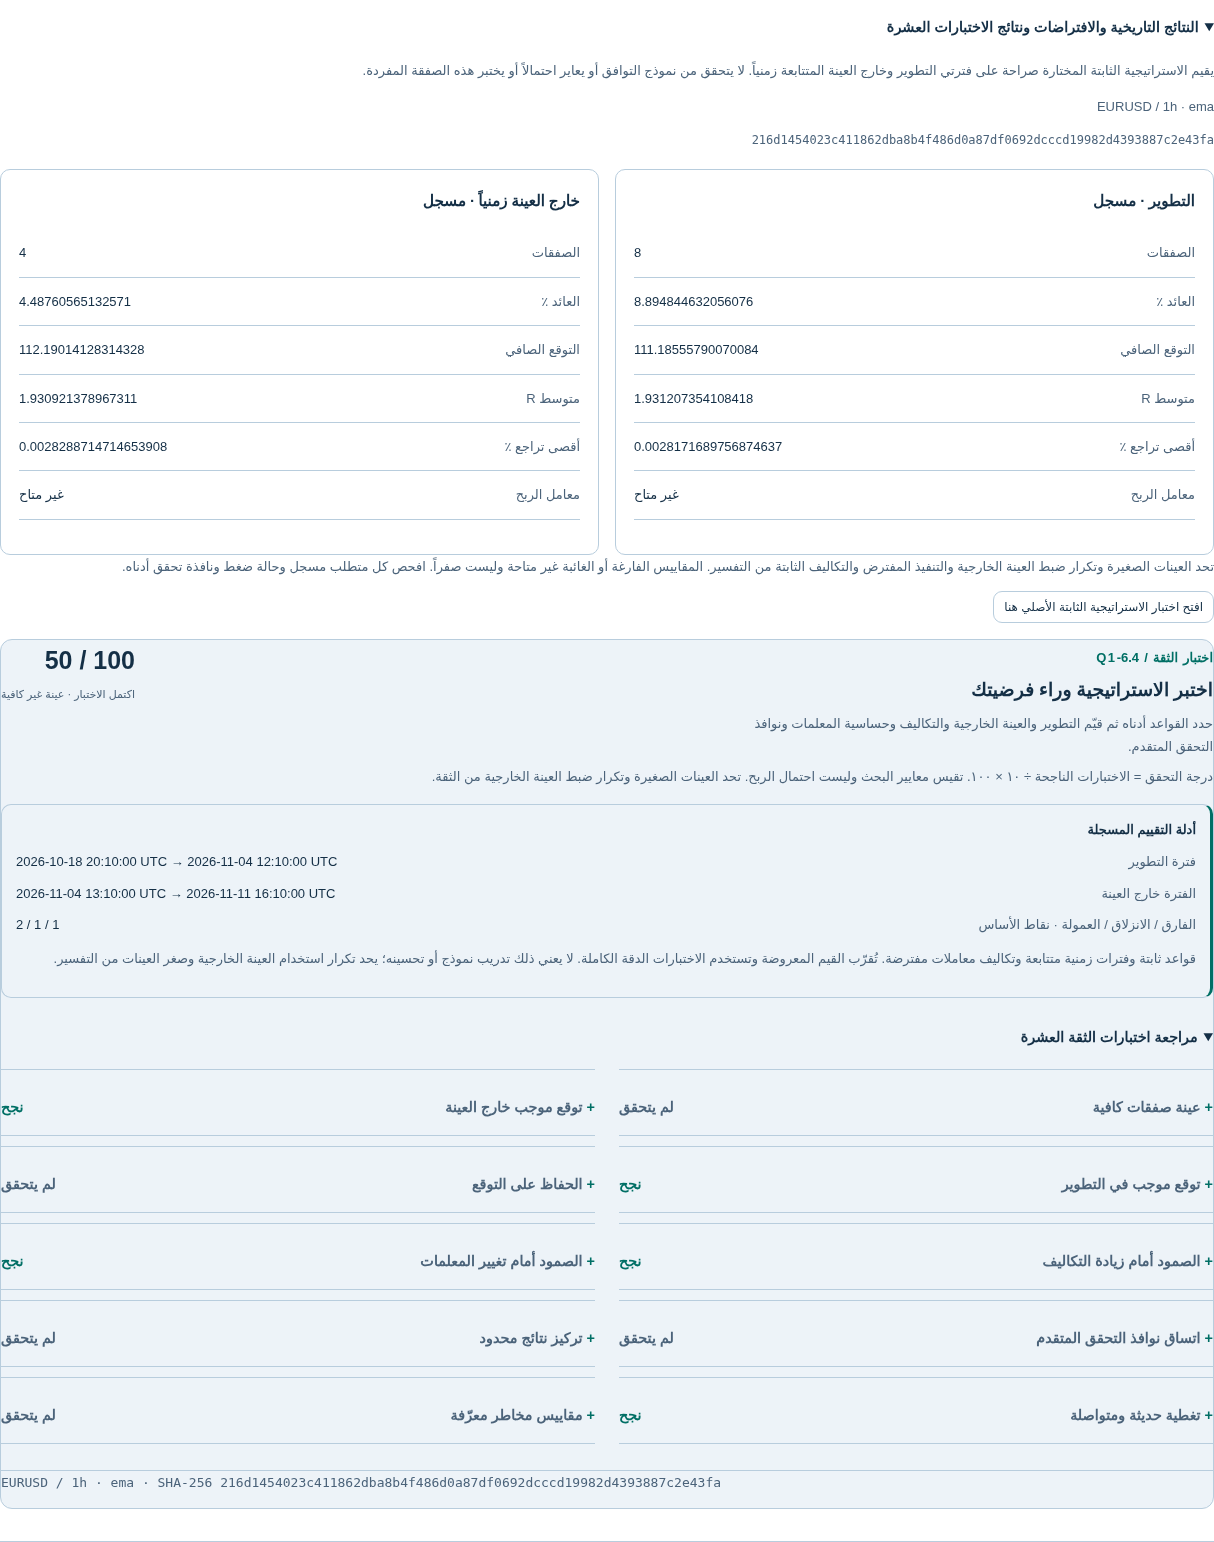 ▼ النتائج التاريخية والافتراضات ونتائج الاختبارات العشرة
يقيم الاستراتيجية الثابتة المختارة صراحة على فترتي التطوير وخارج العينة المتتابعة زمنياً. لا يتحقق من نموذج التوافق أو يعاير احتمالاً أو يختبر هذه الصفقة المفردة.
EURUSD / 1h · ema
216d1454023c411862dba8b4f486d0a87df0692dcccd19982d4393887c2e43fa
التطوير · مسجل
الصفقات 8
العائد ٪ 8.894844632056076
التوقع الصافي 111.18555790070084
متوسط R 1.931207354108418
أقصى تراجع ٪ 0.0028171689756874637
معامل الربح غير متاح
خارج العينة زمنياً · مسجل
الصفقات 4
العائد ٪ 4.48760565132571
التوقع الصافي 112.19014128314328
متوسط R 1.930921378967311
أقصى تراجع ٪ 0.0028288714714653908
معامل الربح غير متاح
تحد العينات الصغيرة وتكرار ضبط العينة الخارجية والتنفيذ المفترض والتكاليف الثابتة من التفسير. المقاييس الفارغة أو الغائبة غير متاحة وليست صفراً. افحص كل متطلب مسجل وحالة ضغط ونافذة تحقق أدناه.
افتح اختبار الاستراتيجية الثابتة الأصلي هنا
اختبار الثقة / Q1-6.4
50 / 100
اكتمل الاختبار · عينة غير كافية
اختبر الاستراتيجية وراء فرضيتك
حدد القواعد أدناه ثم قيّم التطوير والعينة الخارجية والتكاليف وحساسية المعلمات ونوافذ
التحقق المتقدم.
درجة التحقق = الاختبارات الناجحة ÷ ١٠ × ١٠٠. تقيس معايير البحث وليست احتمال الربح. تحد العينات الصغيرة وتكرار ضبط العينة الخارجية من الثقة.
أدلة التقييم المسجلة
فترة التطوير 2026-10-18 20:10:00 UTC → 2026-11-04 12:10:00 UTC
الفترة خارج العينة 2026-11-04 13:10:00 UTC → 2026-11-11 16:10:00 UTC
الفارق / الانزلاق / العمولة · نقاط الأساس 2 / 1 / 1
قواعد ثابتة وفترات زمنية متتابعة وتكاليف معاملات مفترضة. تُقرّب القيم المعروضة وتستخدم الاختبارات الدقة الكاملة. لا يعني ذلك تدريب نموذج أو تحسينه؛ يحد تكرار استخدام العينة الخارجية وصغر العينات من التفسير.
▼ مراجعة اختبارات الثقة العشرة
+ عينة صفقات كافية لم يتحقق
+ توقع موجب خارج العينة نجح
+ توقع موجب في التطوير نجح
+ الحفاظ على التوقع لم يتحقق
+ الصمود أمام زيادة التكاليف نجح
+ الصمود أمام تغيير المعلمات نجح
+ اتساق نوافذ التحقق المتقدم لم يتحقق
+ تركيز نتائج محدود لم يتحقق
+ تغطية حديثة ومتواصلة نجح
+ مقاييس مخاطر معرّفة لم يتحقق
EURUSD / 1h · ema · SHA-256 216d1454023c411862dba8b4f486d0a87df0692dcccd19982d4393887c2e43fa